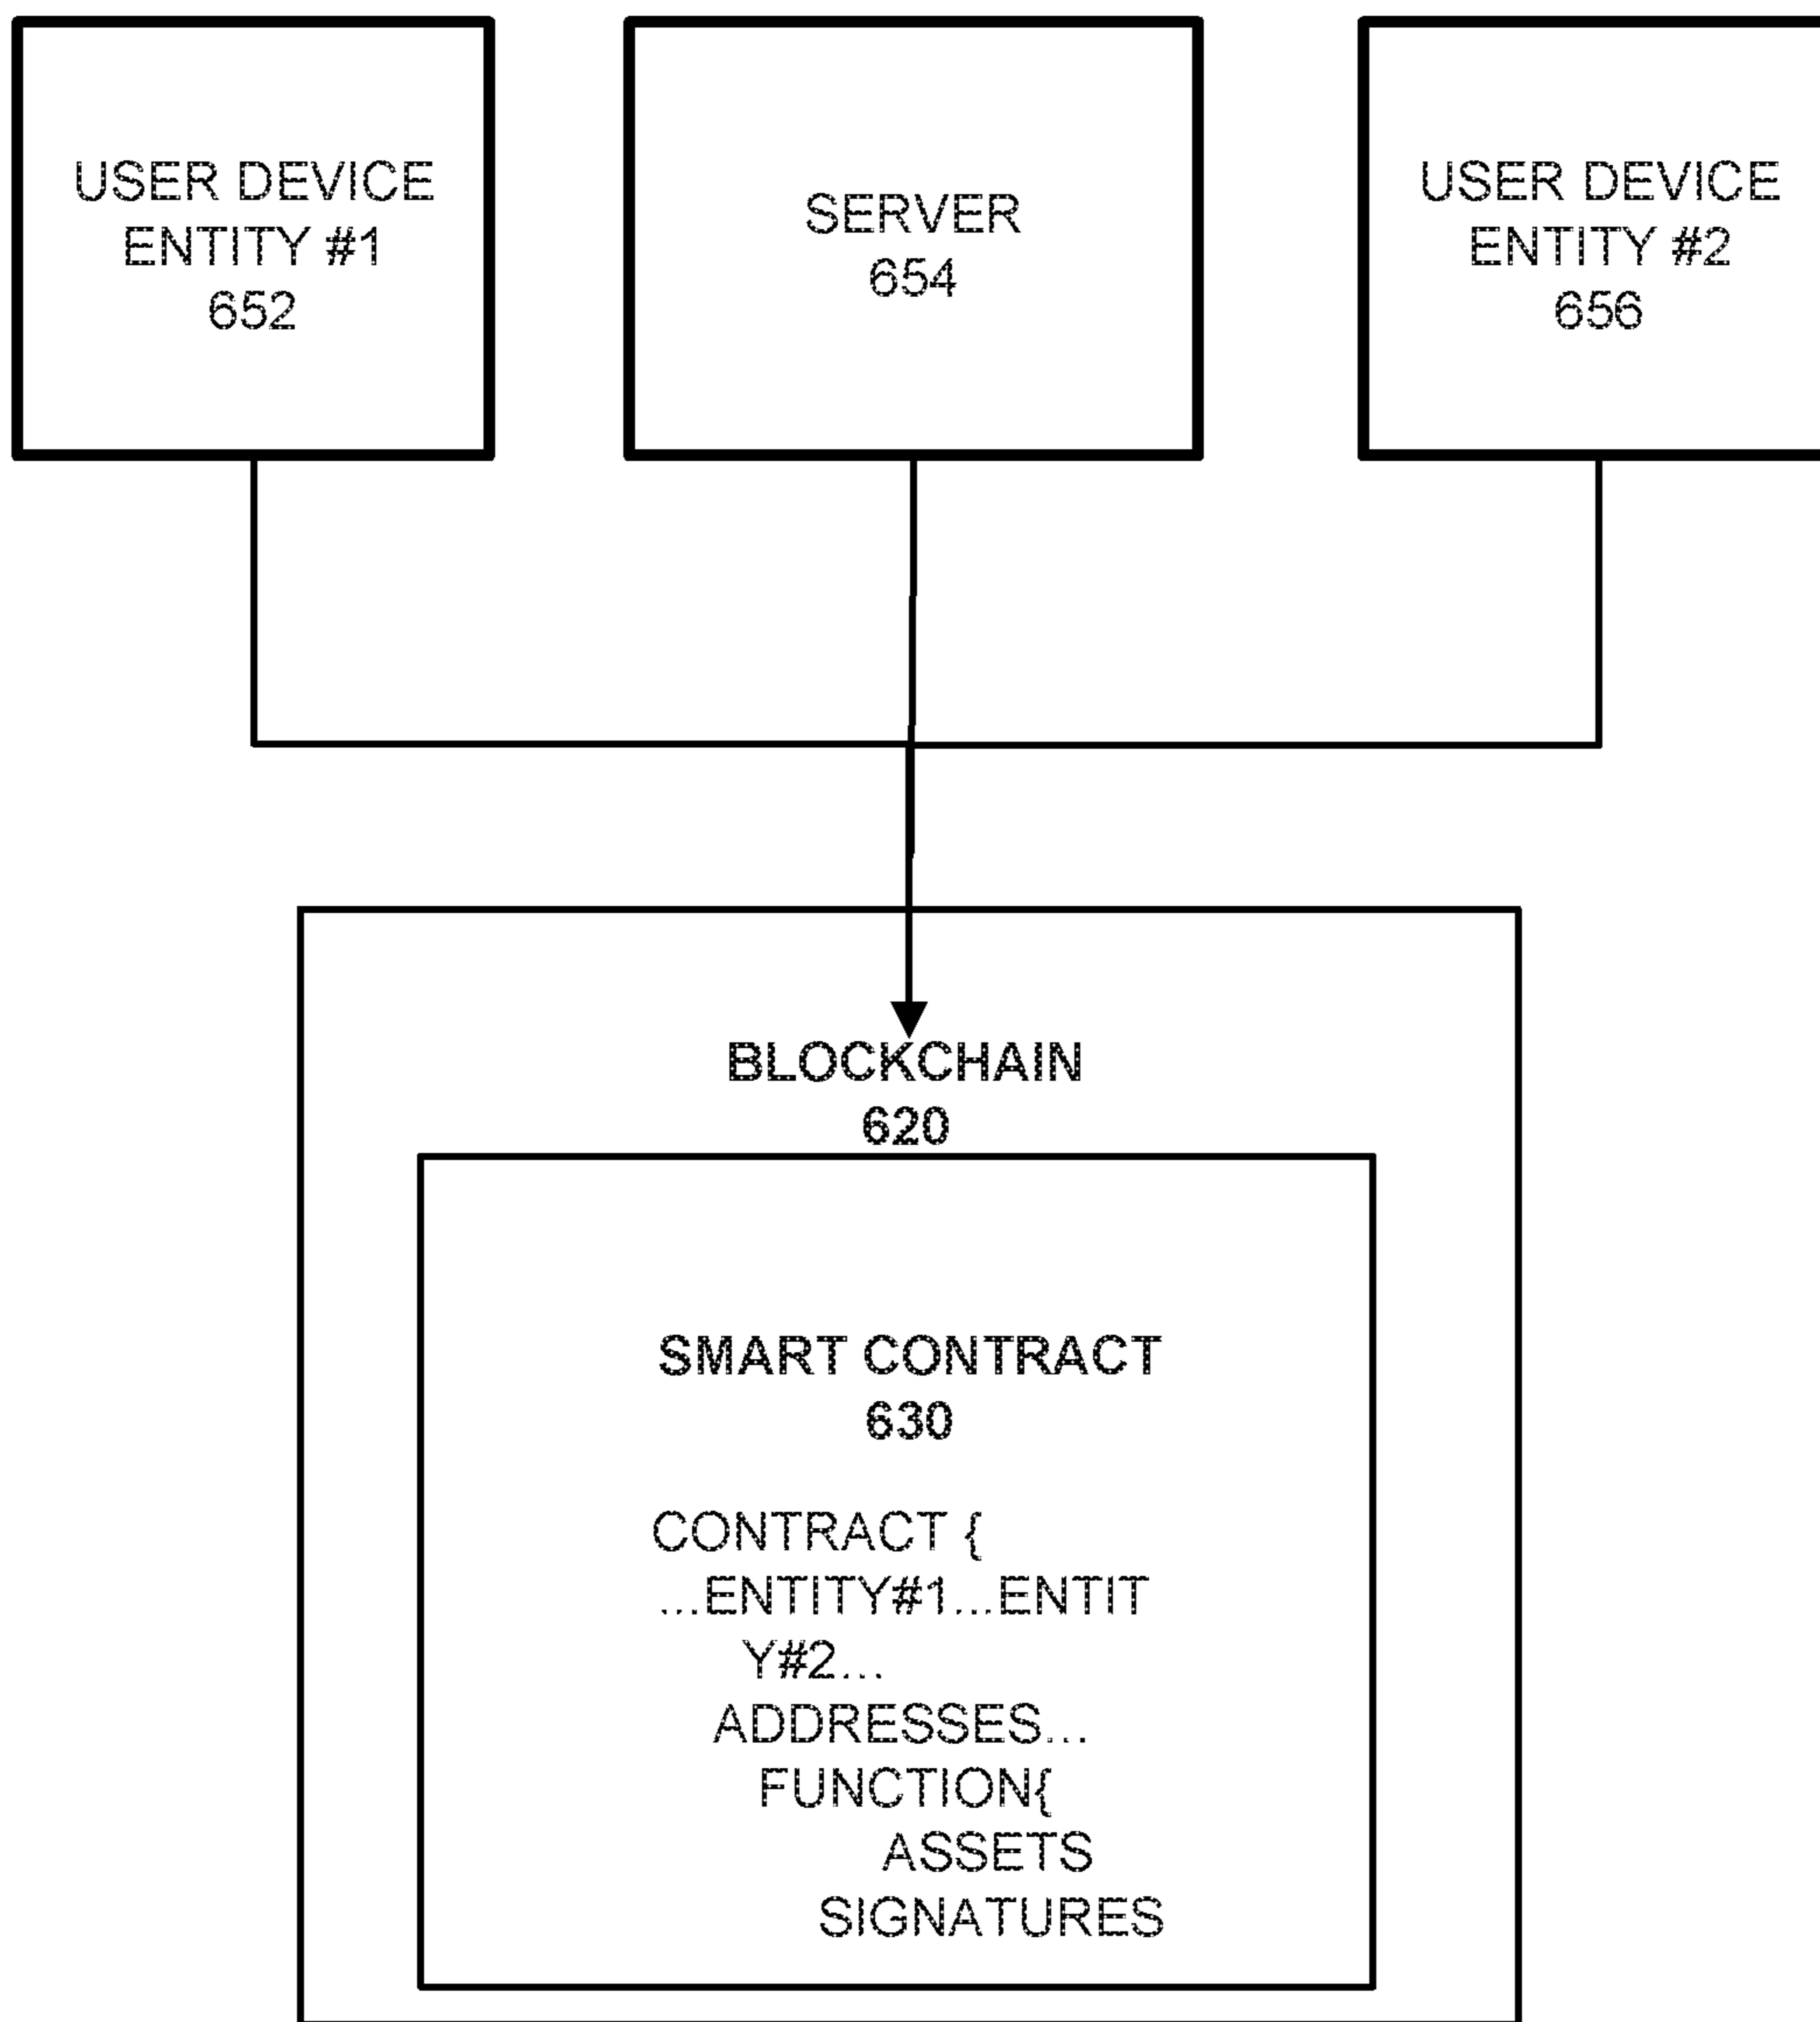 USER DEVICE
ENTITY #1
652
SERVER
654
USER DEVICE
ENTITY #2
656
BLOCKCHAIN
620
SMART CONTRACT
630
CONTRACT {
...ENTITY#1...ENTIT
Y#2...
ADDRESSES...
FUNCTION{
ASSETS
SIGNATURES